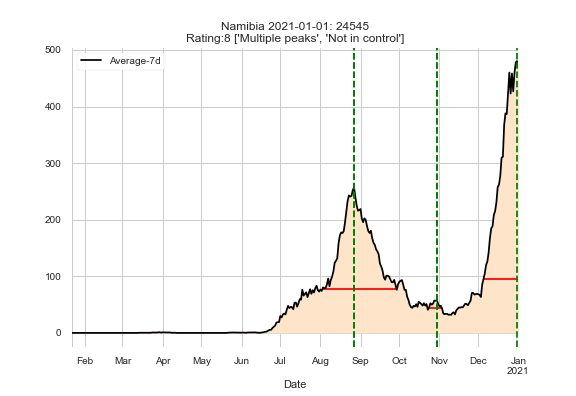 Namibia 2021-01-01: 24545
Rating:8 ['Multiple peaks', 'Not in control']
Average-7d
500
400
300
200
100
0
Feb Mar Apr May Jun Jul Aug Sep Oct Nov Dec Jan
2021
Date